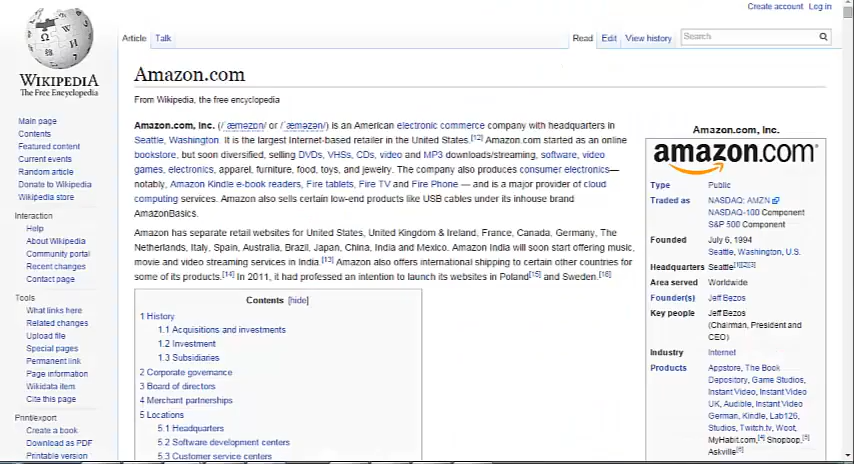 Create account Log in
WIKIPEDIA
The Free Encyclopedia
Article Talk
Read Edit View history Search
Amazon.com
From Wikipedia, the free encyclopedia
Amazon.com, Inc. (/ˈæməzɒn/ or /ˈæməzən/) is an American electronic commerce company with headquarters in
Seattle, Washington. It is the largest Internet-based retailer in the United States.[12] Amazon.com started as an online
bookstore, but soon diversified, selling DVDs, VHSs, CDs, video and MP3 downloads/streaming, software, video
games, electronics, apparel, furniture, food, toys, and jewelry. The company also produces consumer electronics—
notably, Amazon Kindle e-book readers, Fire tablets, Fire TV and Fire Phone — and is a major provider of cloud
computing services. Amazon also sells certain low-end products like USB cables under its inhouse brand
AmazonBasics.
Amazon has separate retail websites for United States, United Kingdom & Ireland, France, Canada, Germany, The
Netherlands, Italy, Spain, Australia, Brazil, Japan, China, India and Mexico. Amazon India will soon start offering music,
movie and video streaming services in India.[13] Amazon also offers international shipping to certain other countries for
some of its products.[14] In 2011, it had professed an intention to launch its websites in Poland[15] and Sweden.[16]
Contents [hide]
1 History
1.1 Acquisitions and investments
1.2 Investment
1.3 Subsidiaries
2 Corporate governance
3 Board of directors
4 Merchant partnerships
5 Locations
5.1 Headquarters
5.2 Software development centers
5.3 Customer service centers
Main page
Contents
Featured content
Current events
Random article
Donate to Wikipedia
Wikipedia store
Interaction
Help
About Wikipedia
Community portal
Recent changes
Contact page
Tools
What links here
Related changes
Upload file
Special pages
Permanent link
Page information
Wikidata item
Cite this page
Print/export
Create a book
Download as PDF
Printable version
Amazon.com, Inc.
amazon.com
Type Public
Traded as NASDAQ: AMZN
NASDAQ-100 Component
S&P 500 Component
Founded July 6, 1994
Seattle, Washington, U.S.
Headquarters Seattle[1][2][3]
Area served Worldwide
Founder(s) Jeff Bezos
Key people Jeff Bezos
(Chairman, President and
CEO)
Industry Internet
Products Appstore, The Book
Depository, Game Studios,
Instant Video, Instant Video
UK, Audible, Instant Video
German, Kindle, Lab126,
Studios, Twitch.tv, Woot,
MyHabit.com,[4] Shopbop,[5]
Askville[6]